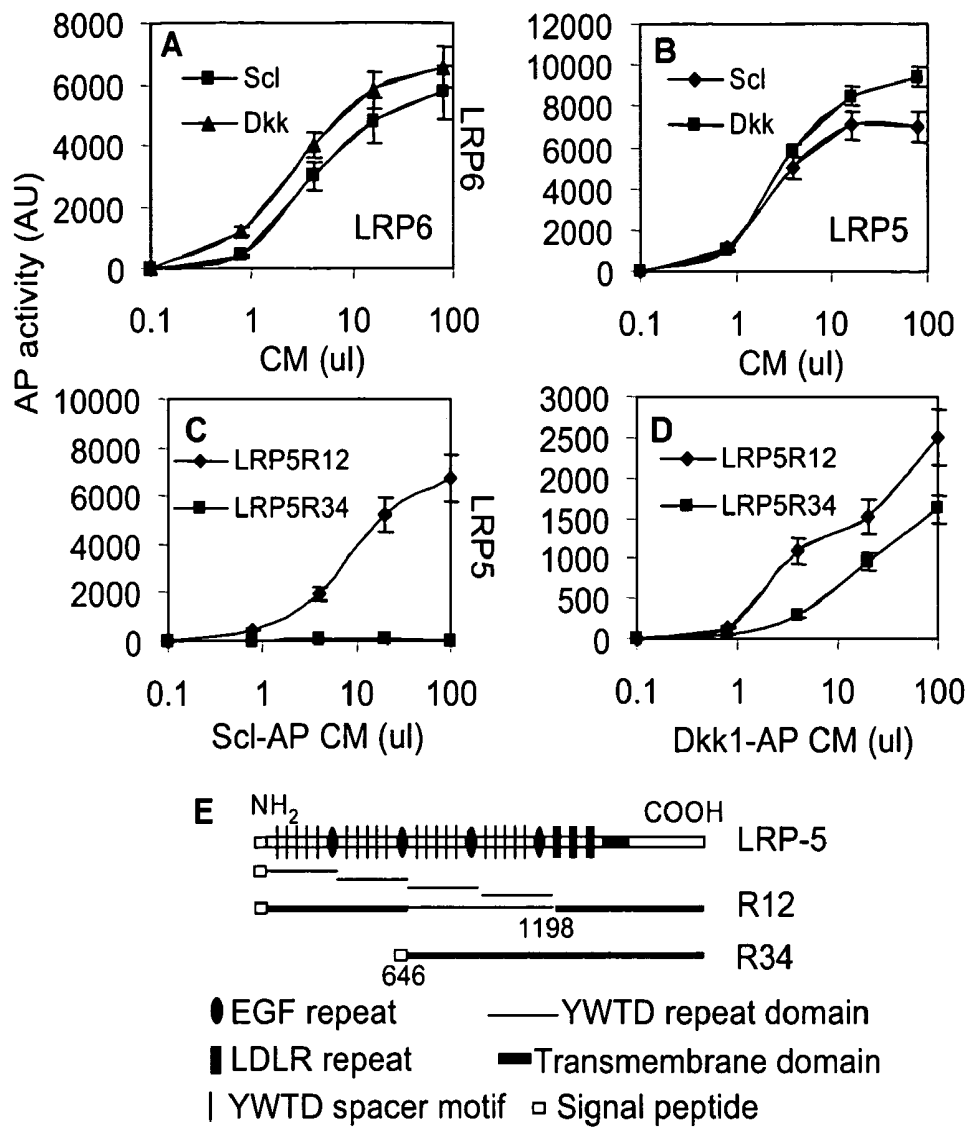 A
8000
6000
4000
2000
0
Scl
Dkk
LRP6
0.1 1 10 100
CM (ul)
LRP6
AP activity (AU)
B
12000
10000
8000
6000
4000
2000
0
Scl
Dkk
LRP5
0.1 1 10 100
CM (ul)
C
10000
8000
6000
4000
2000
0
LRP5R12
LRP5R34
0.1 1 10 100
Scl-AP CM (ul)
LRP5
D
3000
2500
2000
1500
1000
500
0
LRP5R12
LRP5R34
0.1 1 10 100
Dkk1-AP CM (ul)
E
NH2 COOH
LRP-5
R12
1198
R34
646
EGF repeat YWTD repeat domain
LDLR repeat Transmembrane domain
YWTD spacer motif Signal peptide